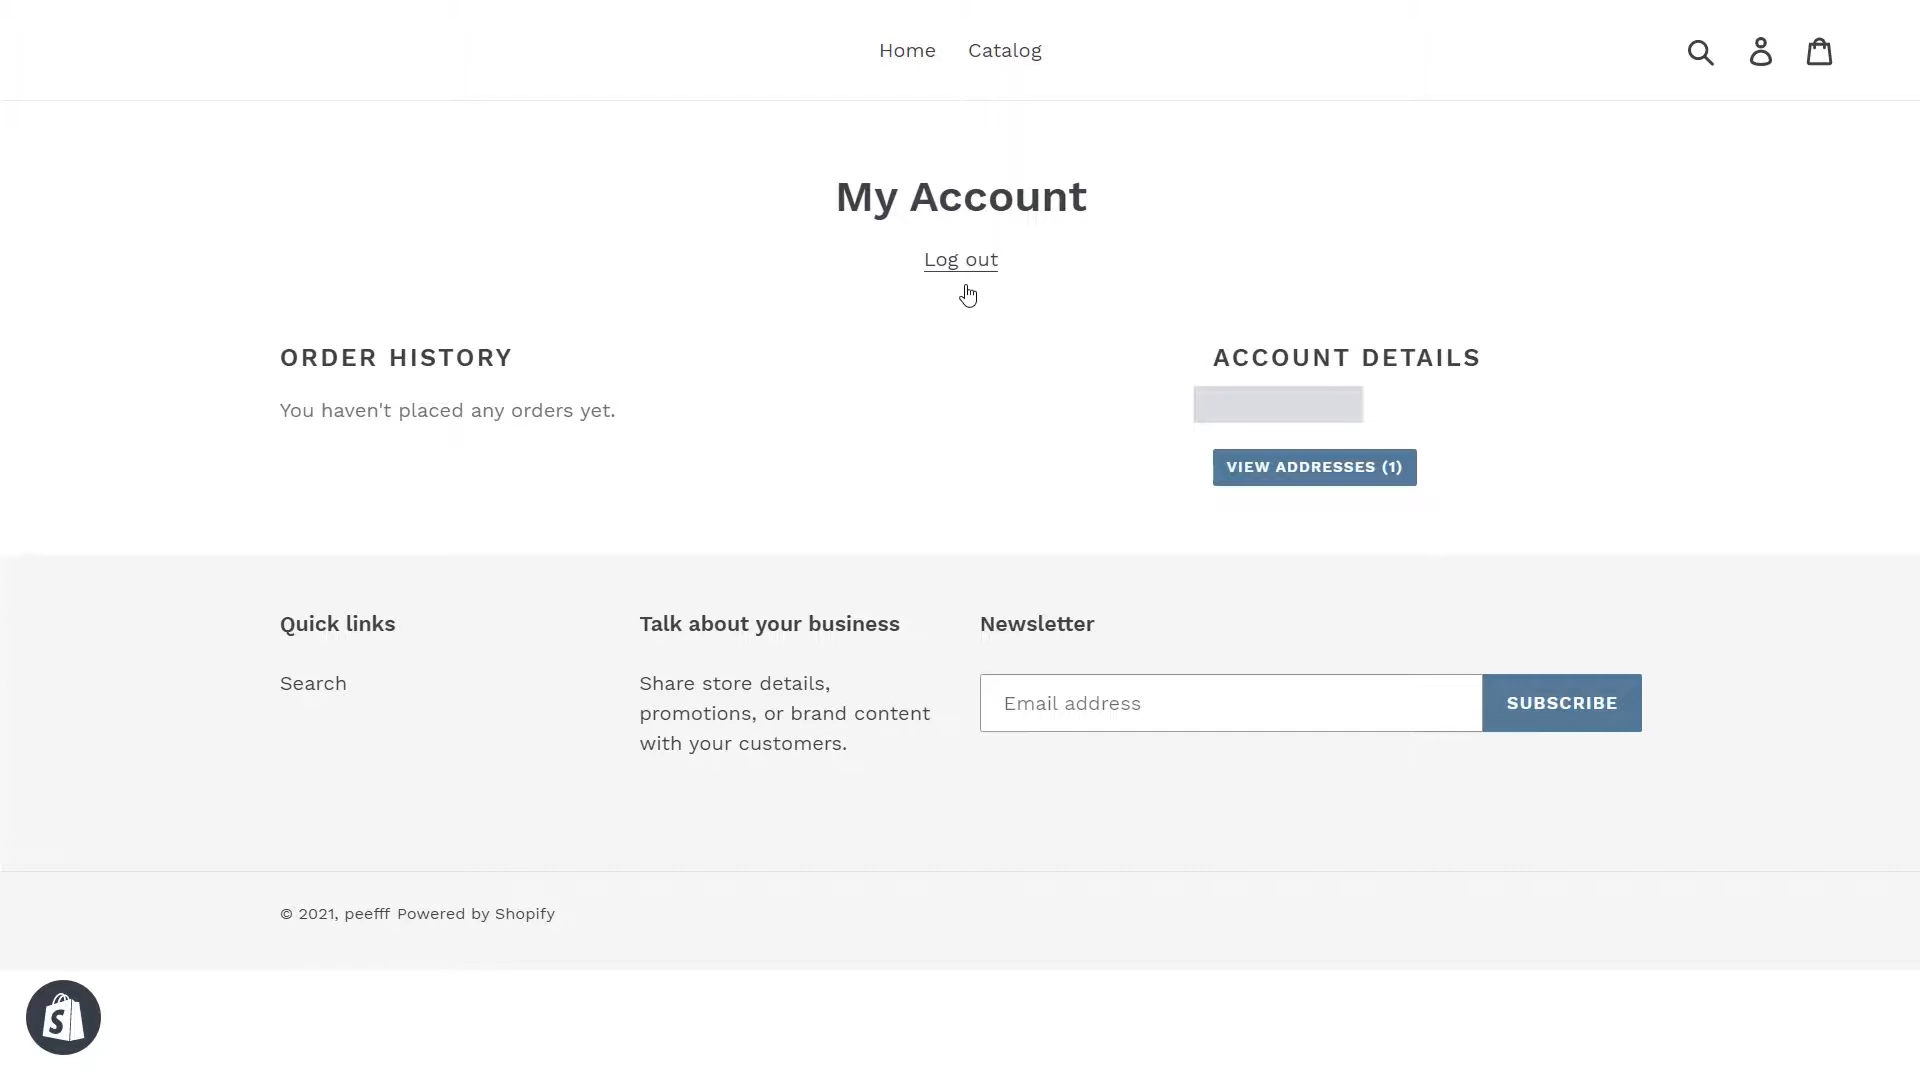 Home Catalog
My Account
Log out
ORDER HISTORY
You haven't placed any orders yet.
ACCOUNT DETAILS
VIEW ADDRESSES (1)
Quick links
Search
Talk about your business
Share store details,
promotions, or brand content
with your customers.
Newsletter
Email address
SUBSCRIBE
© 2021, peefff Powered by Shopify